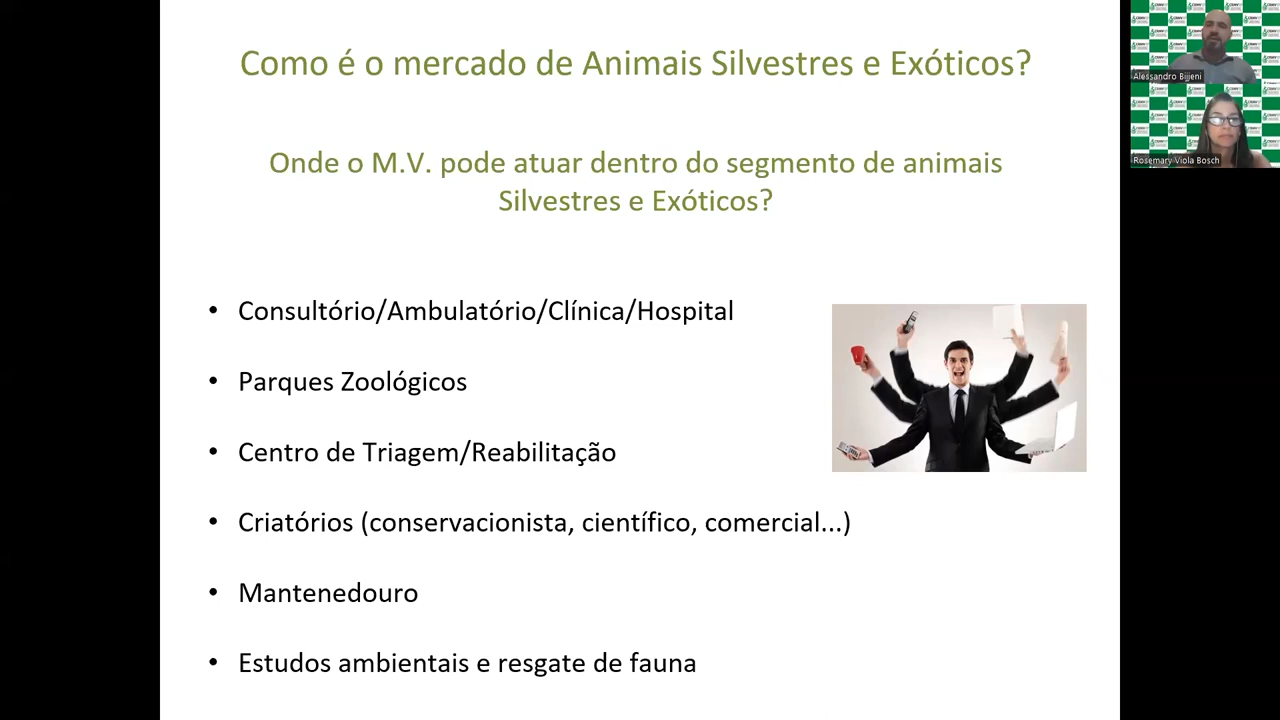 Como é o mercado de Animais Silvestres e Exóticos?
Onde o M.V. pode atuar dentro do segmento de animais
Silvestres e Exóticos?
• Consultório/Ambulatório/Clínica/Hospital
• Parques Zoológicos
• Centro de Triagem/Reabilitação
• Criatórios (conservacionista, científico, comercial...)
• Mantenedouro
• Estudos ambientais e resgate de fauna
Alessandro Bijjeni
Rosemary Viola Bosch